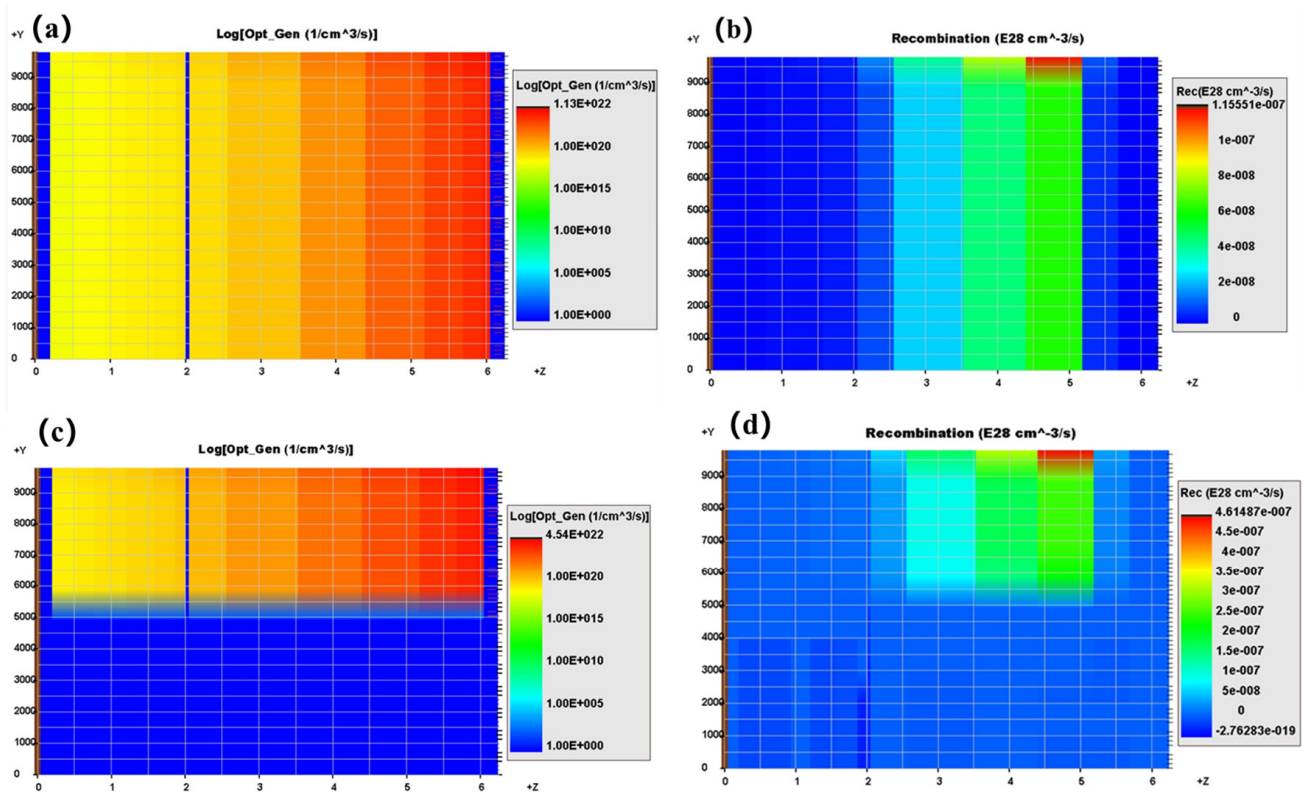 (a)
Log[Opt_Gen (1/cm^3/s)]
+Y
9000
8000
7000
6000
5000
4000
3000
2000
1000
0
0 1 2 3 4 5 6 +Z
Log[Opt_Gen (1/cm^3/s)]
1.13E+022
1.00E+020
1.00E+015
1.00E+010
1.00E+005
1.00E+000
(b)
Recombination (E28 cm^-3/s)
+Y
9000
8000
7000
6000
5000
4000
3000
2000
1000
0
0 1 2 3 4 5 6 +Z
Rec(E28 cm^-3/s)
1.15551e-007
1e-007
8e-008
6e-008
4e-008
2e-008
0
(c)
Log[Opt_Gen (1/cm^3/s)]
+Y
9000
8000
7000
6000
5000
4000
3000
2000
1000
0
0 1 2 3 4 5 6 +Z
Log[Opt_Gen (1/cm^3/s)]
4.54E+022
1.00E+020
1.00E+015
1.00E+010
1.00E+005
1.00E+000
(d)
Recombination (E28 cm^-3/s)
+Y
9000
8000
7000
6000
5000
4000
3000
2000
1000
0
0 1 2 3 4 5 6 +Z
Rec (E28 cm^-3/s)
4.61487e-007
4.5e-007
4e-007
3.5e-007
3e-007
2.5e-007
2e-007
1.5e-007
1e-007
5e-008
0
-2.76283e-019